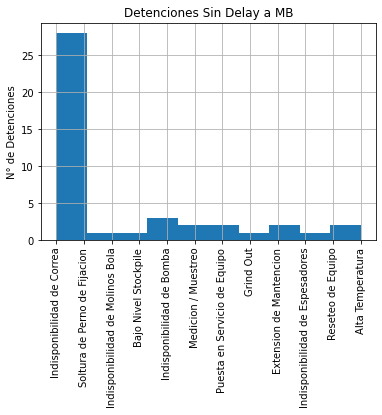 Detenciones Sin Delay a MB
N° de Detenciones
25
20
15
10
5
0
Indisponibilidad de Correa
Soltura de Perno de Fijacion
Indisponibilidad de Molinos Bola
Bajo Nivel Stockpile
Indisponibilidad de Bomba
Medicion / Muestreo
Puesta en Servicio de Equipo
Grind Out
Extension de Mantencion
Indisponibilidad de Espesadores
Reseteo de Equipo
Alta Temperatura